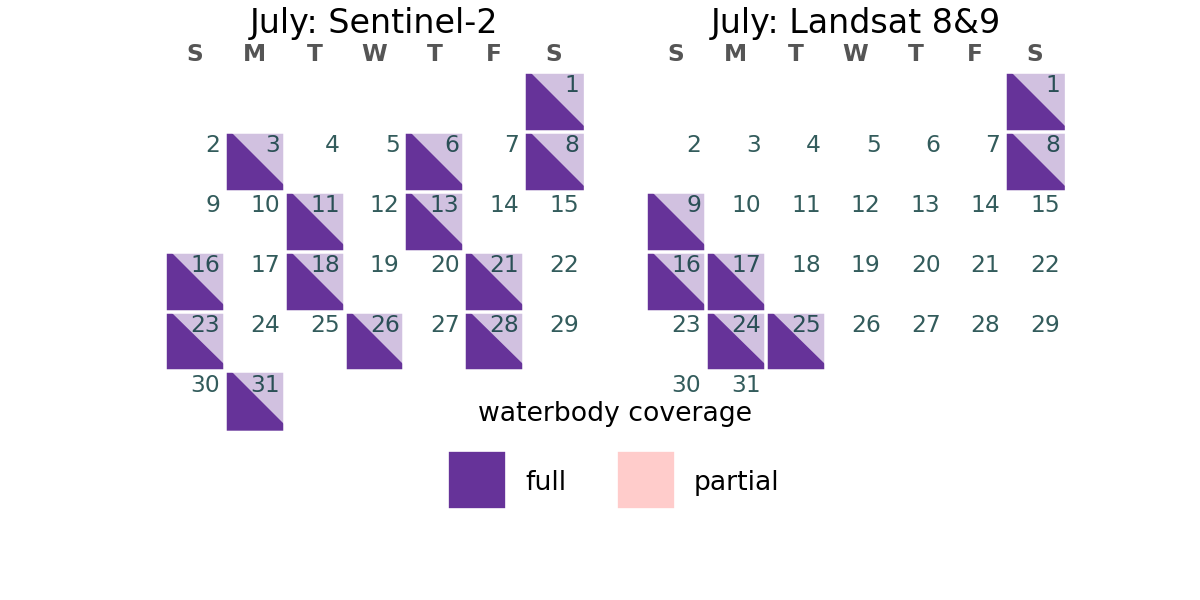 July: Sentinel-2
S M T W T F S
1
2 3 4 5 6 7 8
9 10 11 12 13 14 15
16 17 18 19 20 21 22
23 24 25 26 27 28 29
30 31
July: Landsat 8&9
S M T W T F S
1
2 3 4 5 6 7 8
9 10 11 12 13 14 15
16 17 18 19 20 21 22
23 24 25 26 27 28 29
30 31
waterbody coverage
full partial